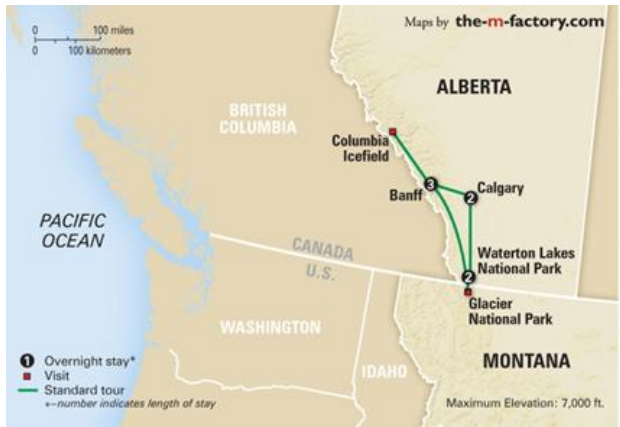 0 100 miles
0 100 kilometers
Maps by the-m-factory.com
ALBERTA
BRITISH
COLUMBIA
Columbia
Icefield
Banff
3
Calgary
2
PACIFIC
OCEAN
CANADA
U.S.
Waterton Lakes
National Park
2
Glacier
National Park
WASHINGTON
IDAHO
MONTANA
1 Overnight stay*
Visit
Standard tour
*–number indicates length of stay
Maximum Elevation: 7,000 ft.